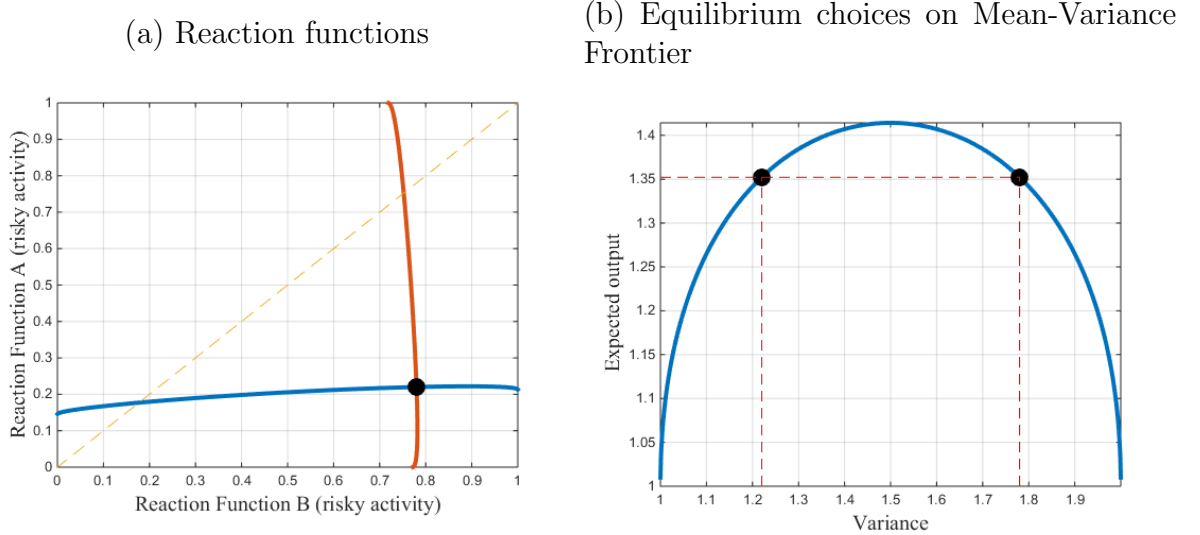 (a) Reaction functions
(b) Equilibrium choices on Mean-Variance
Frontier
Reaction Function A (risky activity)
1
0.9
0.8
0.7
0.6
0.5
0.4
0.3
0.2
0.1
0
0 0.1 0.2 0.3 0.4 0.5 0.6 0.7 0.8 0.9 1
Reaction Function B (risky activity)
Expected output
1.4
1.35
1.3
1.25
1.2
1.15
1.1
1.05
1
1 1.1 1.2 1.3 1.4 1.5 1.6 1.7 1.8 1.9
Variance